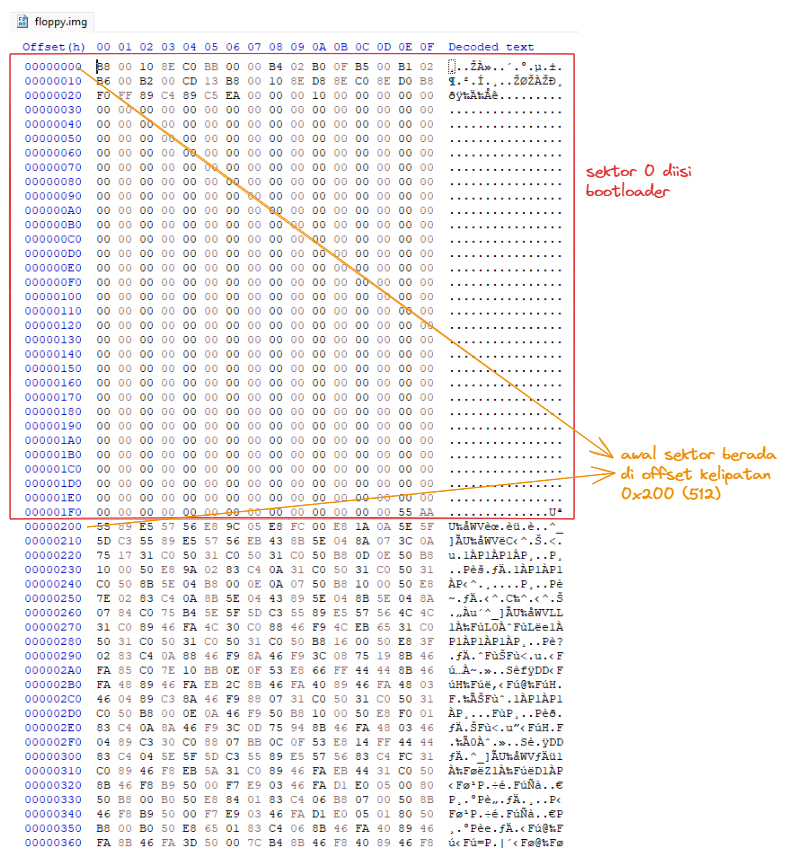 floppy.img
Offset(h) 00 01 02 03 04 05 06 07 08 09 0A 0B 0C 0D 0E 0F Decoded text
00000000 B8 00 10 8E C0 BB 00 00 B4 02 B0 0F B5 00 B1 02 ¸..ŽÀ»..´.°.µ.±.
00000010 B6 00 B2 00 CD 13 B8 00 10 8E D8 8E C0 8E D0 B8 ¶.².Í.¸..ŽØŽÀŽÐ¸
00000020 F0 FF 89 C4 89 C5 EA 00 00 00 10 00 00 00 00 00 ðÿ‰Ä‰Åê.........
00000030 00 00 00 00 00 00 00 00 00 00 00 00 00 00 00 00 ................
00000040 00 00 00 00 00 00 00 00 00 00 00 00 00 00 00 00 ................
00000050 00 00 00 00 00 00 00 00 00 00 00 00 00 00 00 00 ................
00000060 00 00 00 00 00 00 00 00 00 00 00 00 00 00 00 00 ................
00000070 00 00 00 00 00 00 00 00 00 00 00 00 00 00 00 00 ................
00000080 00 00 00 00 00 00 00 00 00 00 00 00 00 00 00 00 ................
00000090 00 00 00 00 00 00 00 00 00 00 00 00 00 00 00 00 ................
000000A0 00 00 00 00 00 00 00 00 00 00 00 00 00 00 00 00 ................
000000B0 00 00 00 00 00 00 00 00 00 00 00 00 00 00 00 00 ................
000000C0 00 00 00 00 00 00 00 00 00 00 00 00 00 00 00 00 ................
000000D0 00 00 00 00 00 00 00 00 00 00 00 00 00 00 00 00 ................
000000E0 00 00 00 00 00 00 00 00 00 00 00 00 00 00 00 00 ................
000000F0 00 00 00 00 00 00 00 00 00 00 00 00 00 00 00 00 ................
00000100 00 00 00 00 00 00 00 00 00 00 00 00 00 00 00 00 ................
00000110 00 00 00 00 00 00 00 00 00 00 00 00 00 00 00 00 ................
00000120 00 00 00 00 00 00 00 00 00 00 00 00 00 00 00 00 ................
00000130 00 00 00 00 00 00 00 00 00 00 00 00 00 00 00 00 ................
00000140 00 00 00 00 00 00 00 00 00 00 00 00 00 00 00 00 ................
00000150 00 00 00 00 00 00 00 00 00 00 00 00 00 00 00 00 ................
00000160 00 00 00 00 00 00 00 00 00 00 00 00 00 00 00 00 ................
00000170 00 00 00 00 00 00 00 00 00 00 00 00 00 00 00 00 ................
00000180 00 00 00 00 00 00 00 00 00 00 00 00 00 00 00 00 ................
00000190 00 00 00 00 00 00 00 00 00 00 00 00 00 00 00 00 ................
000001A0 00 00 00 00 00 00 00 00 00 00 00 00 00 00 00 00 ................
000001B0 00 00 00 00 00 00 00 00 00 00 00 00 00 00 00 00 ................
000001C0 00 00 00 00 00 00 00 00 00 00 00 00 00 00 00 00 ................
000001D0 00 00 00 00 00 00 00 00 00 00 00 00 00 00 00 00 ................
000001E0 00 00 00 00 00 00 00 00 00 00 00 00 00 00 00 00 ................
000001F0 00 00 00 00 00 00 00 00 00 00 00 00 00 00 55 AA ..............Uª
00000200 55 89 E5 57 56 E8 9C 05 E8 FC 00 E8 1A 0A 5E 5F U‰åWVèœ.èü.è..^_
00000210 5D C3 55 89 E5 57 56 EB 43 8B 5E 04 8A 07 3C 0A ]ÃU‰åWVëC‹^.Š.<.
00000220 75 17 31 C0 50 31 C0 50 31 C0 50 B8 0D 0E 50 B8 u.1ÀP1ÀP1ÀP¸..P¸
00000230 10 00 50 E8 9A 02 83 C4 0A 31 C0 50 31 C0 50 31 ..Pèš.ƒÄ.1ÀP1ÀP1
00000240 C0 50 8B 5E 04 B8 00 0E 0A 07 50 B8 10 00 50 E8 ÀP‹^.¸....P¸..Pè
00000250 7E 02 83 C4 0A 8B 5E 04 43 89 5E 04 8B 5E 04 8A ~.ƒÄ.‹^.C‰^.‹^.Š
00000260 07 84 C0 75 B4 5E 5F 5D C3 55 89 E5 57 56 4C 4C .„Àu´^_]ÃU‰åWVLL
00000270 31 C0 89 46 FA 4C 30 C0 88 46 F9 4C EB 65 31 C0 1À‰FúL0ÀˆFùLëe1À
00000280 50 31 C0 50 31 C0 50 31 C0 50 B8 16 00 50 E8 3F P1ÀP1ÀP1ÀP¸..Pè?
00000290 02 83 C4 0A 88 46 F9 8A 46 F9 3C 08 75 19 8B 46 .ƒÄ.ˆFùŠFù<.u.‹F
000002A0 FA 85 C0 7E 10 BB 0E 0F 53 E8 66 FF 44 44 8B 46 ú…À~.»..SèfÿDD‹F
000002B0 FA 48 89 46 FA EB 2C 8B 46 FA 40 89 46 FA 48 03 úH‰Fúë,‹Fú@‰FúH.
000002C0 46 04 89 C3 8A 46 F9 88 07 31 C0 50 31 C0 50 31 F.‰ÃŠFùˆ.1ÀP1ÀP1
000002D0 C0 50 B8 00 0E 0A 46 F9 50 B8 10 00 50 E8 F0 01 ÀP¸...FùP¸..Pèð.
000002E0 83 C4 0A 8A 46 F9 3C 0D 75 94 8B 46 FA 48 03 46 ƒÄ.ŠFù<.u”‹FúH.F
000002F0 04 89 C3 30 C0 88 07 BB 0C 0F 53 E8 14 FF 44 44 .‰Ã0Àˆ.»..Sè.ÿDD
00000300 83 C4 04 5E 5F 5D C3 55 89 E5 57 56 83 C4 FC 31 ƒÄ.^_]ÃU‰åWVƒÄü1
00000310 C0 89 46 F8 EB 5A 31 C0 89 46 FA EB 44 31 C0 50 À‰FøëZ1À‰FúëD1ÀP
00000320 8B 46 F8 B9 50 00 F7 E9 03 46 FA D1 E0 05 00 80 ‹Fø¹P.÷é.FúÑà..€
00000330 50 B8 00 B0 50 E8 84 01 83 C4 06 B8 07 00 50 8B P¸.°Pè„.ƒÄ.¸..P‹
00000340 46 F8 B9 50 00 F7 E9 03 46 FA D1 E0 05 01 80 50 Fø¹P.÷é.FúÑà..€P
00000350 B8 00 B0 50 E8 65 01 83 C4 06 8B 46 FA 40 89 46 ¸.°Pèe.ƒÄ.‹Fú@‰F
00000360 FA 8B 46 FA 3D 50 00 7C B4 8B 46 F8 40 89 46 F8 ú‹Fú=P.|´‹Fø@‰Fø
sektor 0 diisi
bootloader
awal sektor berada
di offset kelipatan
0x200 (512)